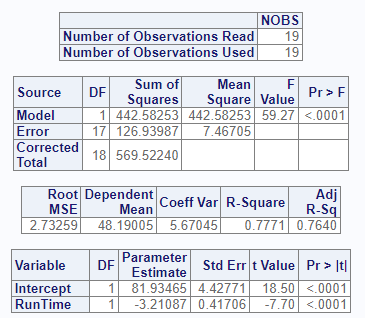 NOBS
Number of Observations Read 19
Number of Observations Used 19
Source DF Sum of Squares Mean Square F Value Pr > F
Model 1 442.58253 442.58253 59.27 <.0001
Error 17 126.93987 7.46705
Corrected Total 18 569.52240
Root MSE Dependent Mean Coeff Var R-Square Adj R-Sq
2.73259 48.19005 5.67045 0.7771 0.7640
Variable DF Parameter Estimate Std Err t Value Pr > |t|
Intercept 1 81.93465 4.42771 18.50 <.0001
RunTime 1 -3.21087 0.41706 -7.70 <.0001